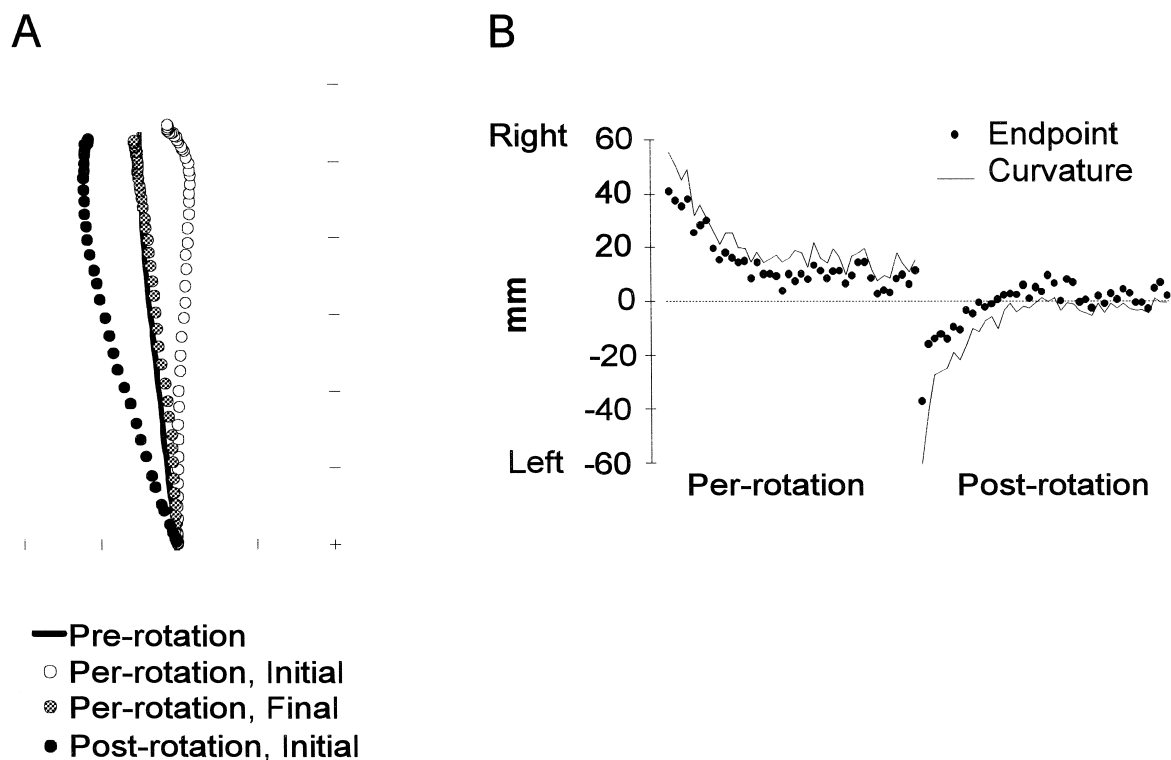 A
B
Right 60
40
20
0
-20
-40
Left -60
mm
Endpoint
Curvature
Per-rotation
Post-rotation
Pre-rotation
Per-rotation, Initial
Per-rotation, Final
Post-rotation, Initial